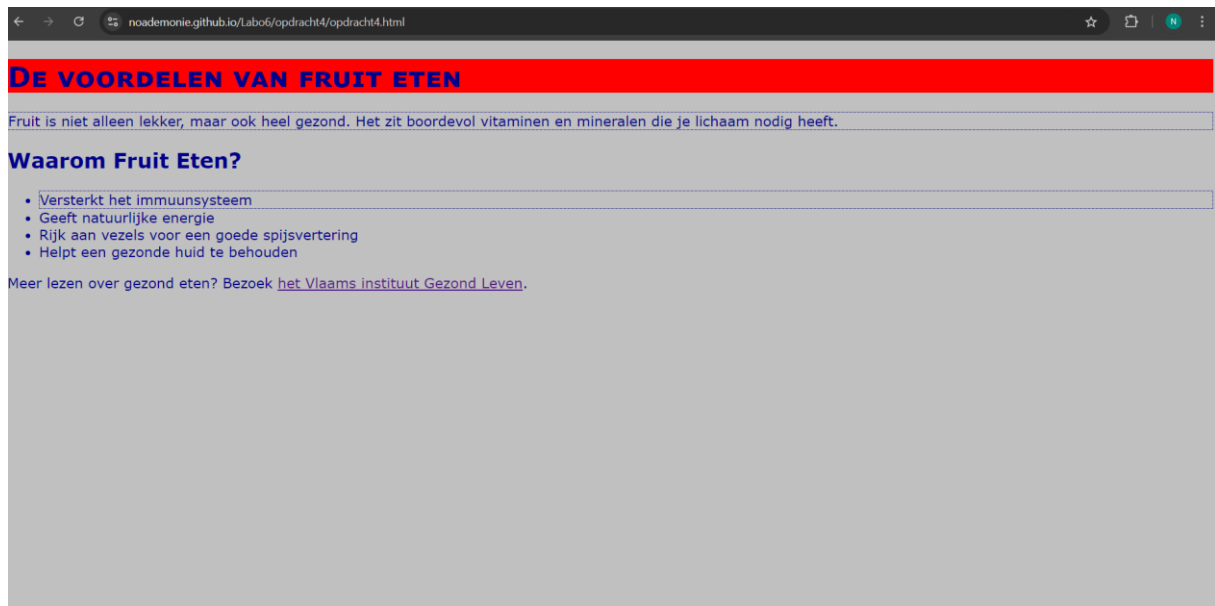 noademonie.github.io/Labo6/opdracht4/opdracht4.html
N
De voordelen van fruit eten
Fruit is niet alleen lekker, maar ook heel gezond. Het zit boordevol vitaminen en mineralen die je lichaam nodig heeft.
Waarom Fruit Eten?
• Versterkt het immuunsysteem
• Geeft natuurlijke energie
• Rijk aan vezels voor een goede spijsvertering
• Helpt een gezonde huid te behouden
Meer lezen over gezond eten? Bezoek het Vlaams instituut Gezond Leven.